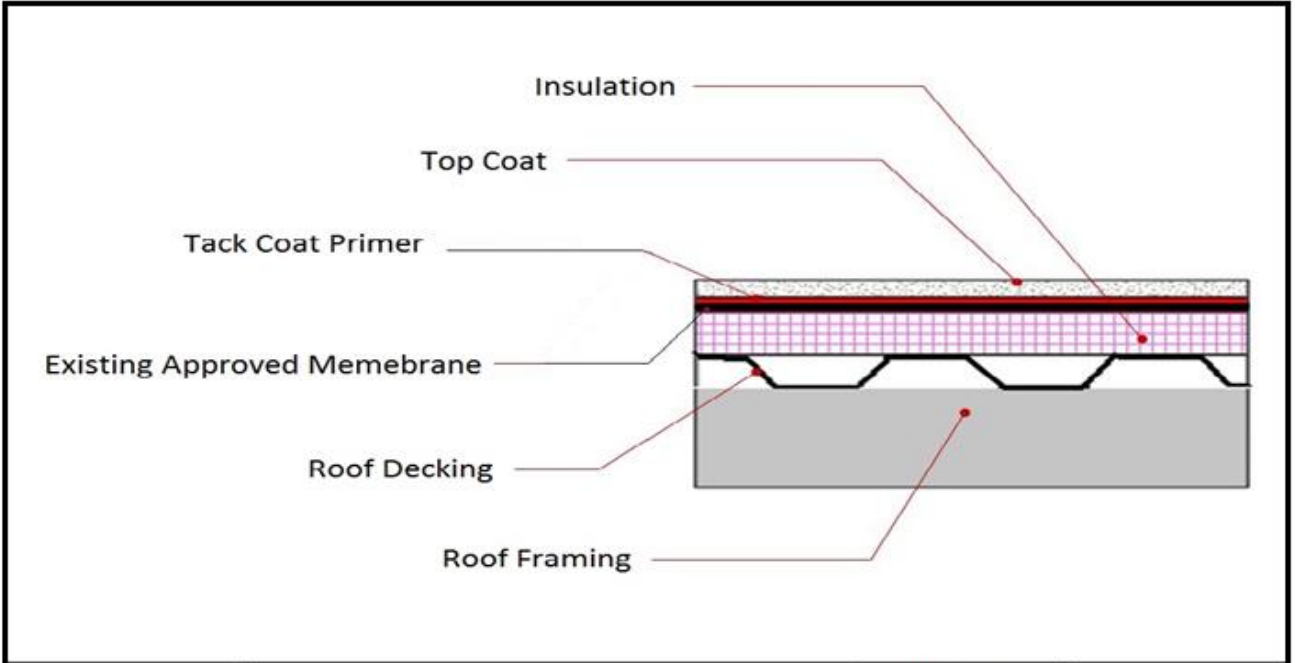 Insulation
Top Coat
Tack Coat Primer
Existing Approved Memebrane
Roof Decking
Roof Framing